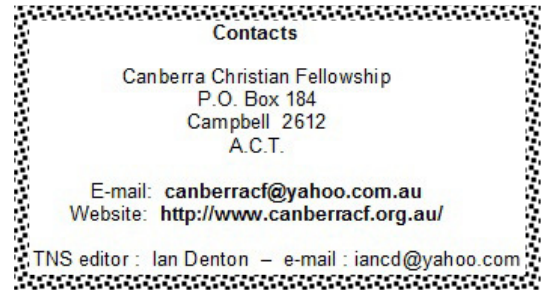 Contacts
Canberra Christian Fellowship
P.O. Box 184
Campbell 2612
A.C.T.
E-mail: canberracf@yahoo.com.au
Website: http://www.canberracf.org.au/
TNS editor : Ian Denton – e-mail : iancd@yahoo.com